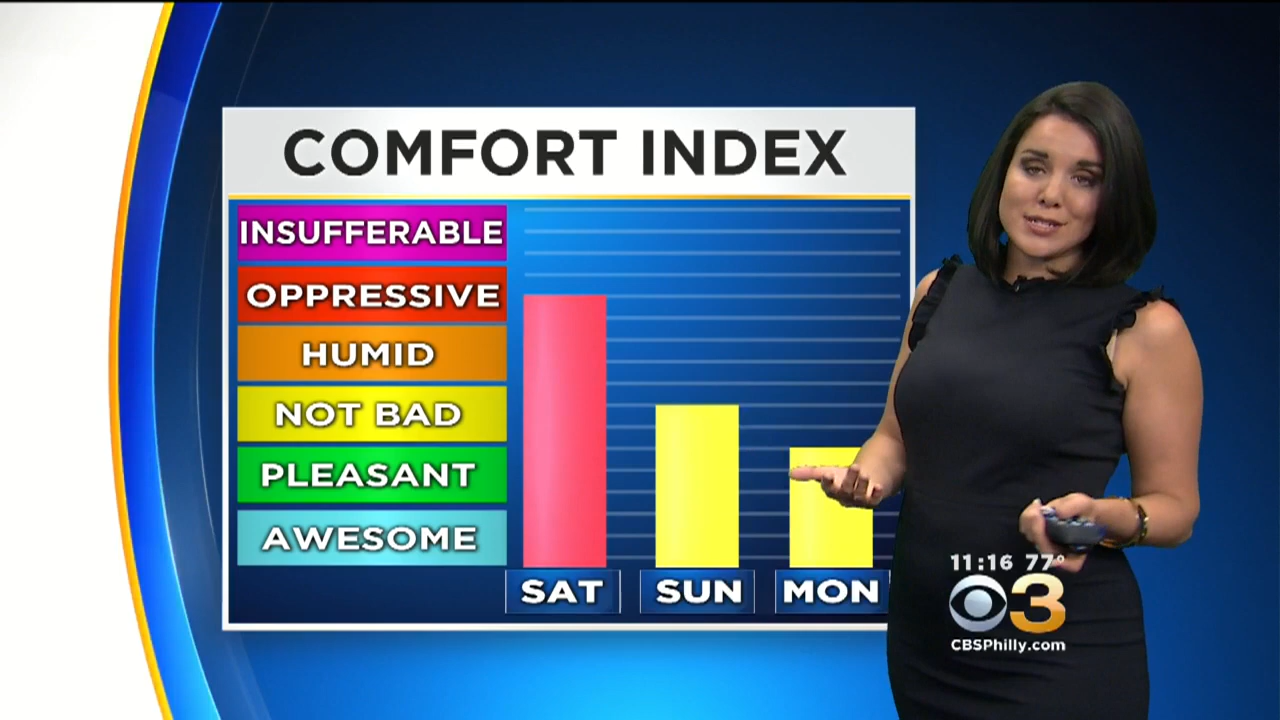 COMFORT INDEX
INSUFFERABLE
OPPRESSIVE
HUMID
NOT BAD
PLEASANT
AWESOME
SAT SUN MON
11:16 77°
3
CBSPhilly.com